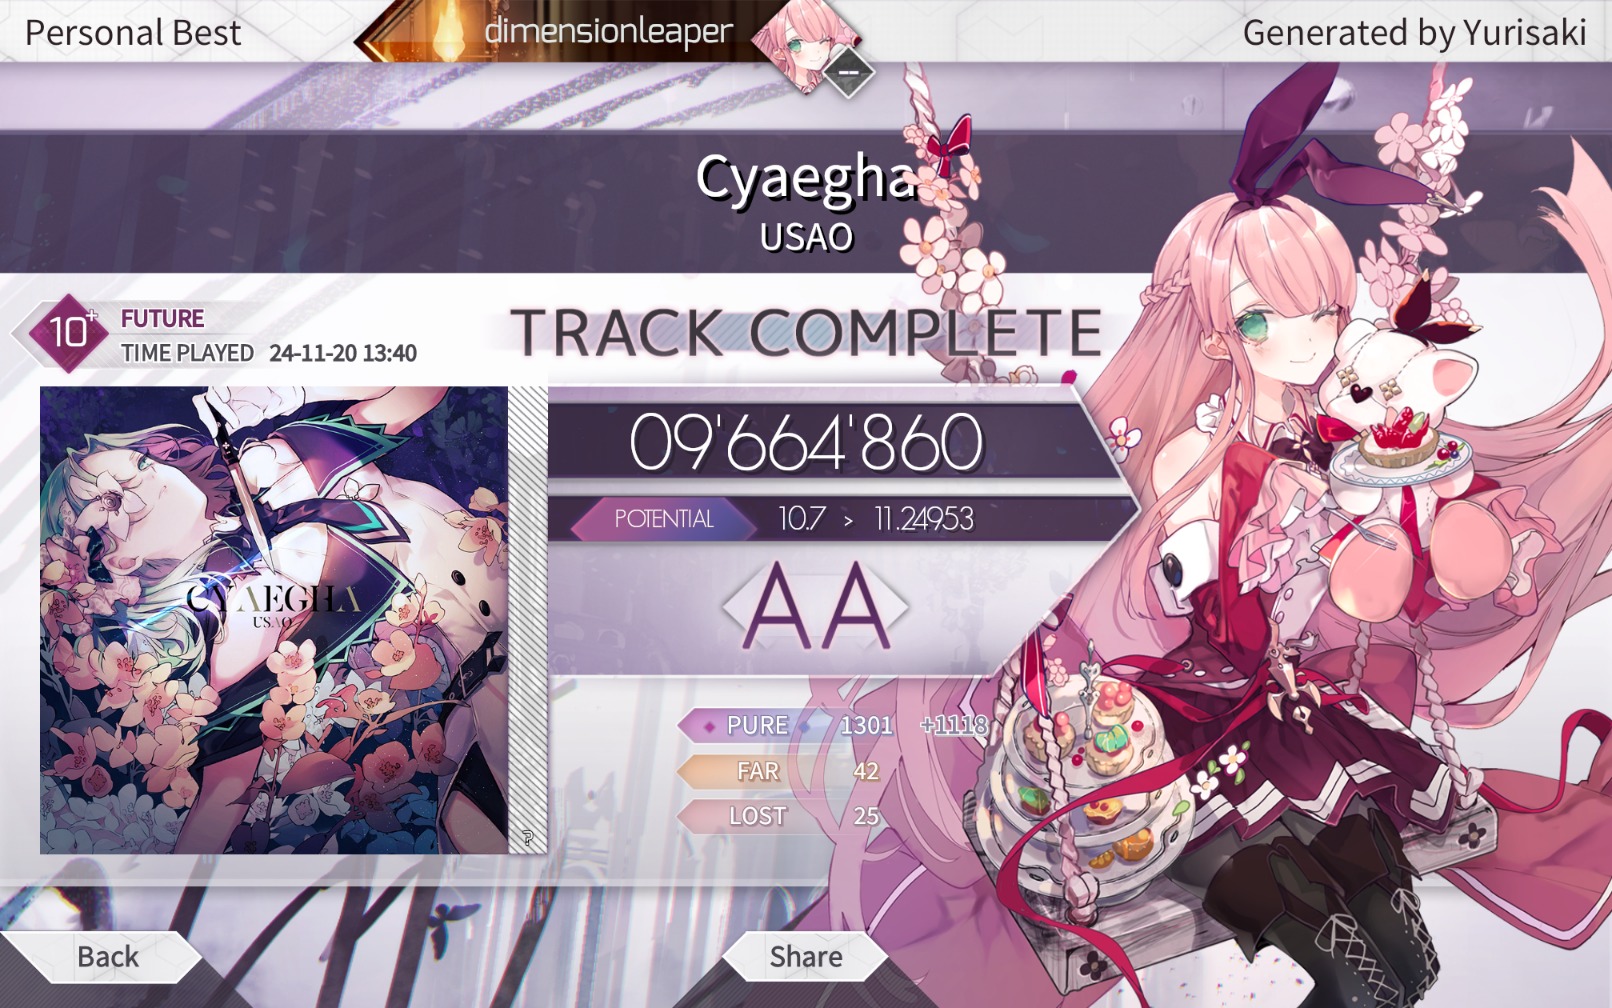 Personal Best
dimensionleaper
--
Generated by Yurisaki
Cyaegha
USAO
10+
FUTURE
TIME PLAYED 24-11-20 13:40
TRACK COMPLETE
09'664'860
POTENTIAL 10.7 > 11.24953
AA
CYAEGHA
USAO
PURE 1301 +1118
FAR 42
LOST 25
?
Back
Share